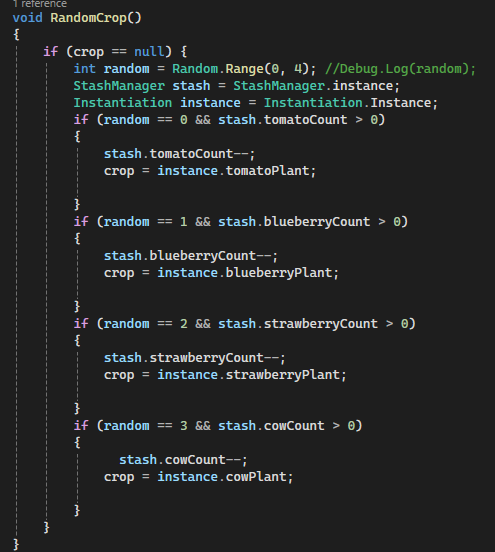 1 reference
void RandomCrop()
{
    if (crop == null) {
        int random = Random.Range(0, 4); //Debug.Log(random);
        StashManager stash = StashManager.instance;
        Instantiation instance = Instantiation.Instance;
        if (random == 0 && stash.tomatoCount > 0)
        {
            stash.tomatoCount--;
            crop = instance.tomatoPlant;

        }
        if (random == 1 && stash.blueberryCount > 0)
        {
            stash.blueberryCount--;
            crop = instance.blueberryPlant;

        }
        if (random == 2 && stash.strawberryCount > 0)
        {
            stash.strawberryCount--;
            crop = instance.strawberryPlant;

        }
        if (random == 3 && stash.cowCount > 0)
        {
              stash.cowCount--;
            crop = instance.cowPlant;

        }
    }
}